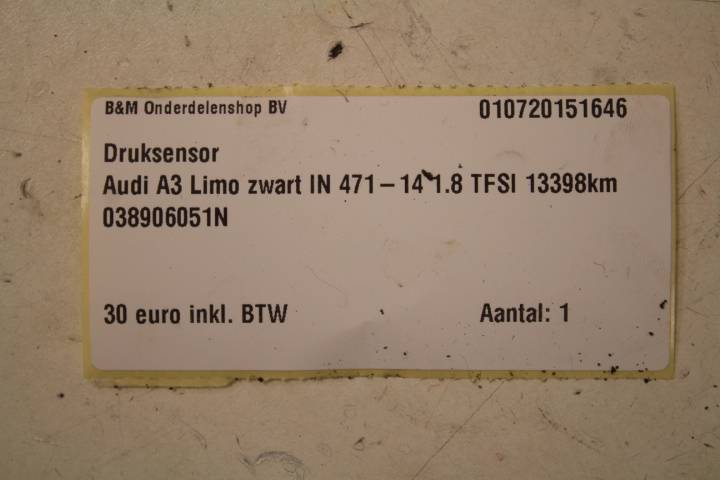 B&M Onderdelenshop BV 010720151646
Druksensor
Audi A3 Limo zwart IN 471-14 1.8 TFSI 13398km
038906051N
30 euro inkl. BTW Aantal: 1